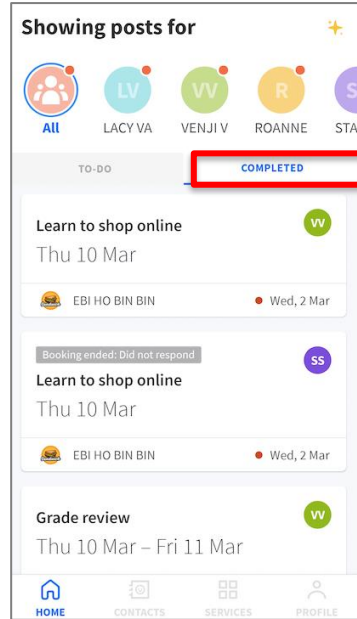 Showing posts for
LV VV R S
All LACY VA VENJI V ROANNE STA
TO-DO COMPLETED
Learn to shop online VV
Thu 10 Mar
EBI HO BIN BIN Wed, 2 Mar
Booking ended: Did not respond SS
Learn to shop online
Thu 10 Mar
EBI HO BIN BIN Wed, 2 Mar
Grade review VV
Thu 10 Mar – Fri 11 Mar
HOME CONTACTS SERVICES PROFILE